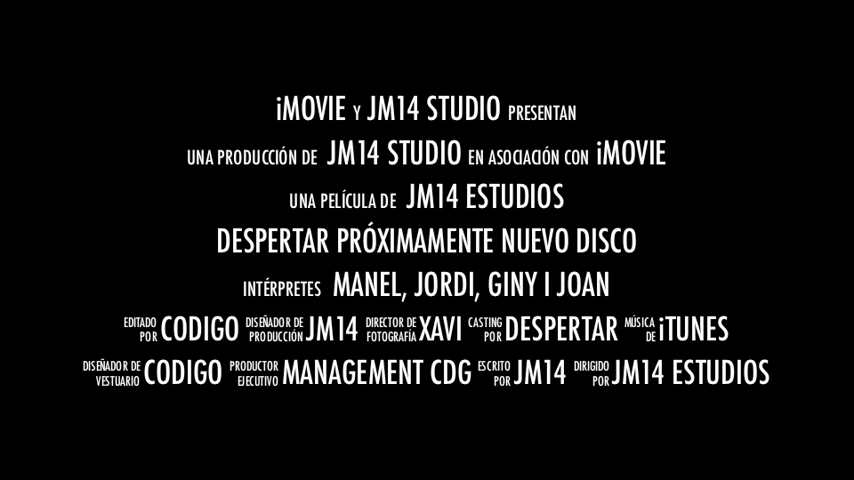 iMOVIE Y JM14 STUDIO PRESENTAN
UNA PRODUCCIÓN DE JM14 STUDIO EN ASOCIACIÓN CON iMOVIE
UNA PELÍCULA DE JM14 ESTUDIOS
DESPERTAR PRÓXIMAMENTE NUEVO DISCO
INTÉRPRETES MANEL, JORDI, GINY I JOAN
EDITADO POR CODIGO DISEÑADOR DE PRODUCCIÓN JM14 DIRECTOR DE FOTOGRAFÍA XAVI CASTING POR DESPERTAR MÚSICA DE iTUNES
DISEÑADOR DE VESTUARIO CODIGO PRODUCTOR EJECUTIVO MANAGEMENT CDG ESCRITO POR JM14 DIRIGIDO POR JM14 ESTUDIOS